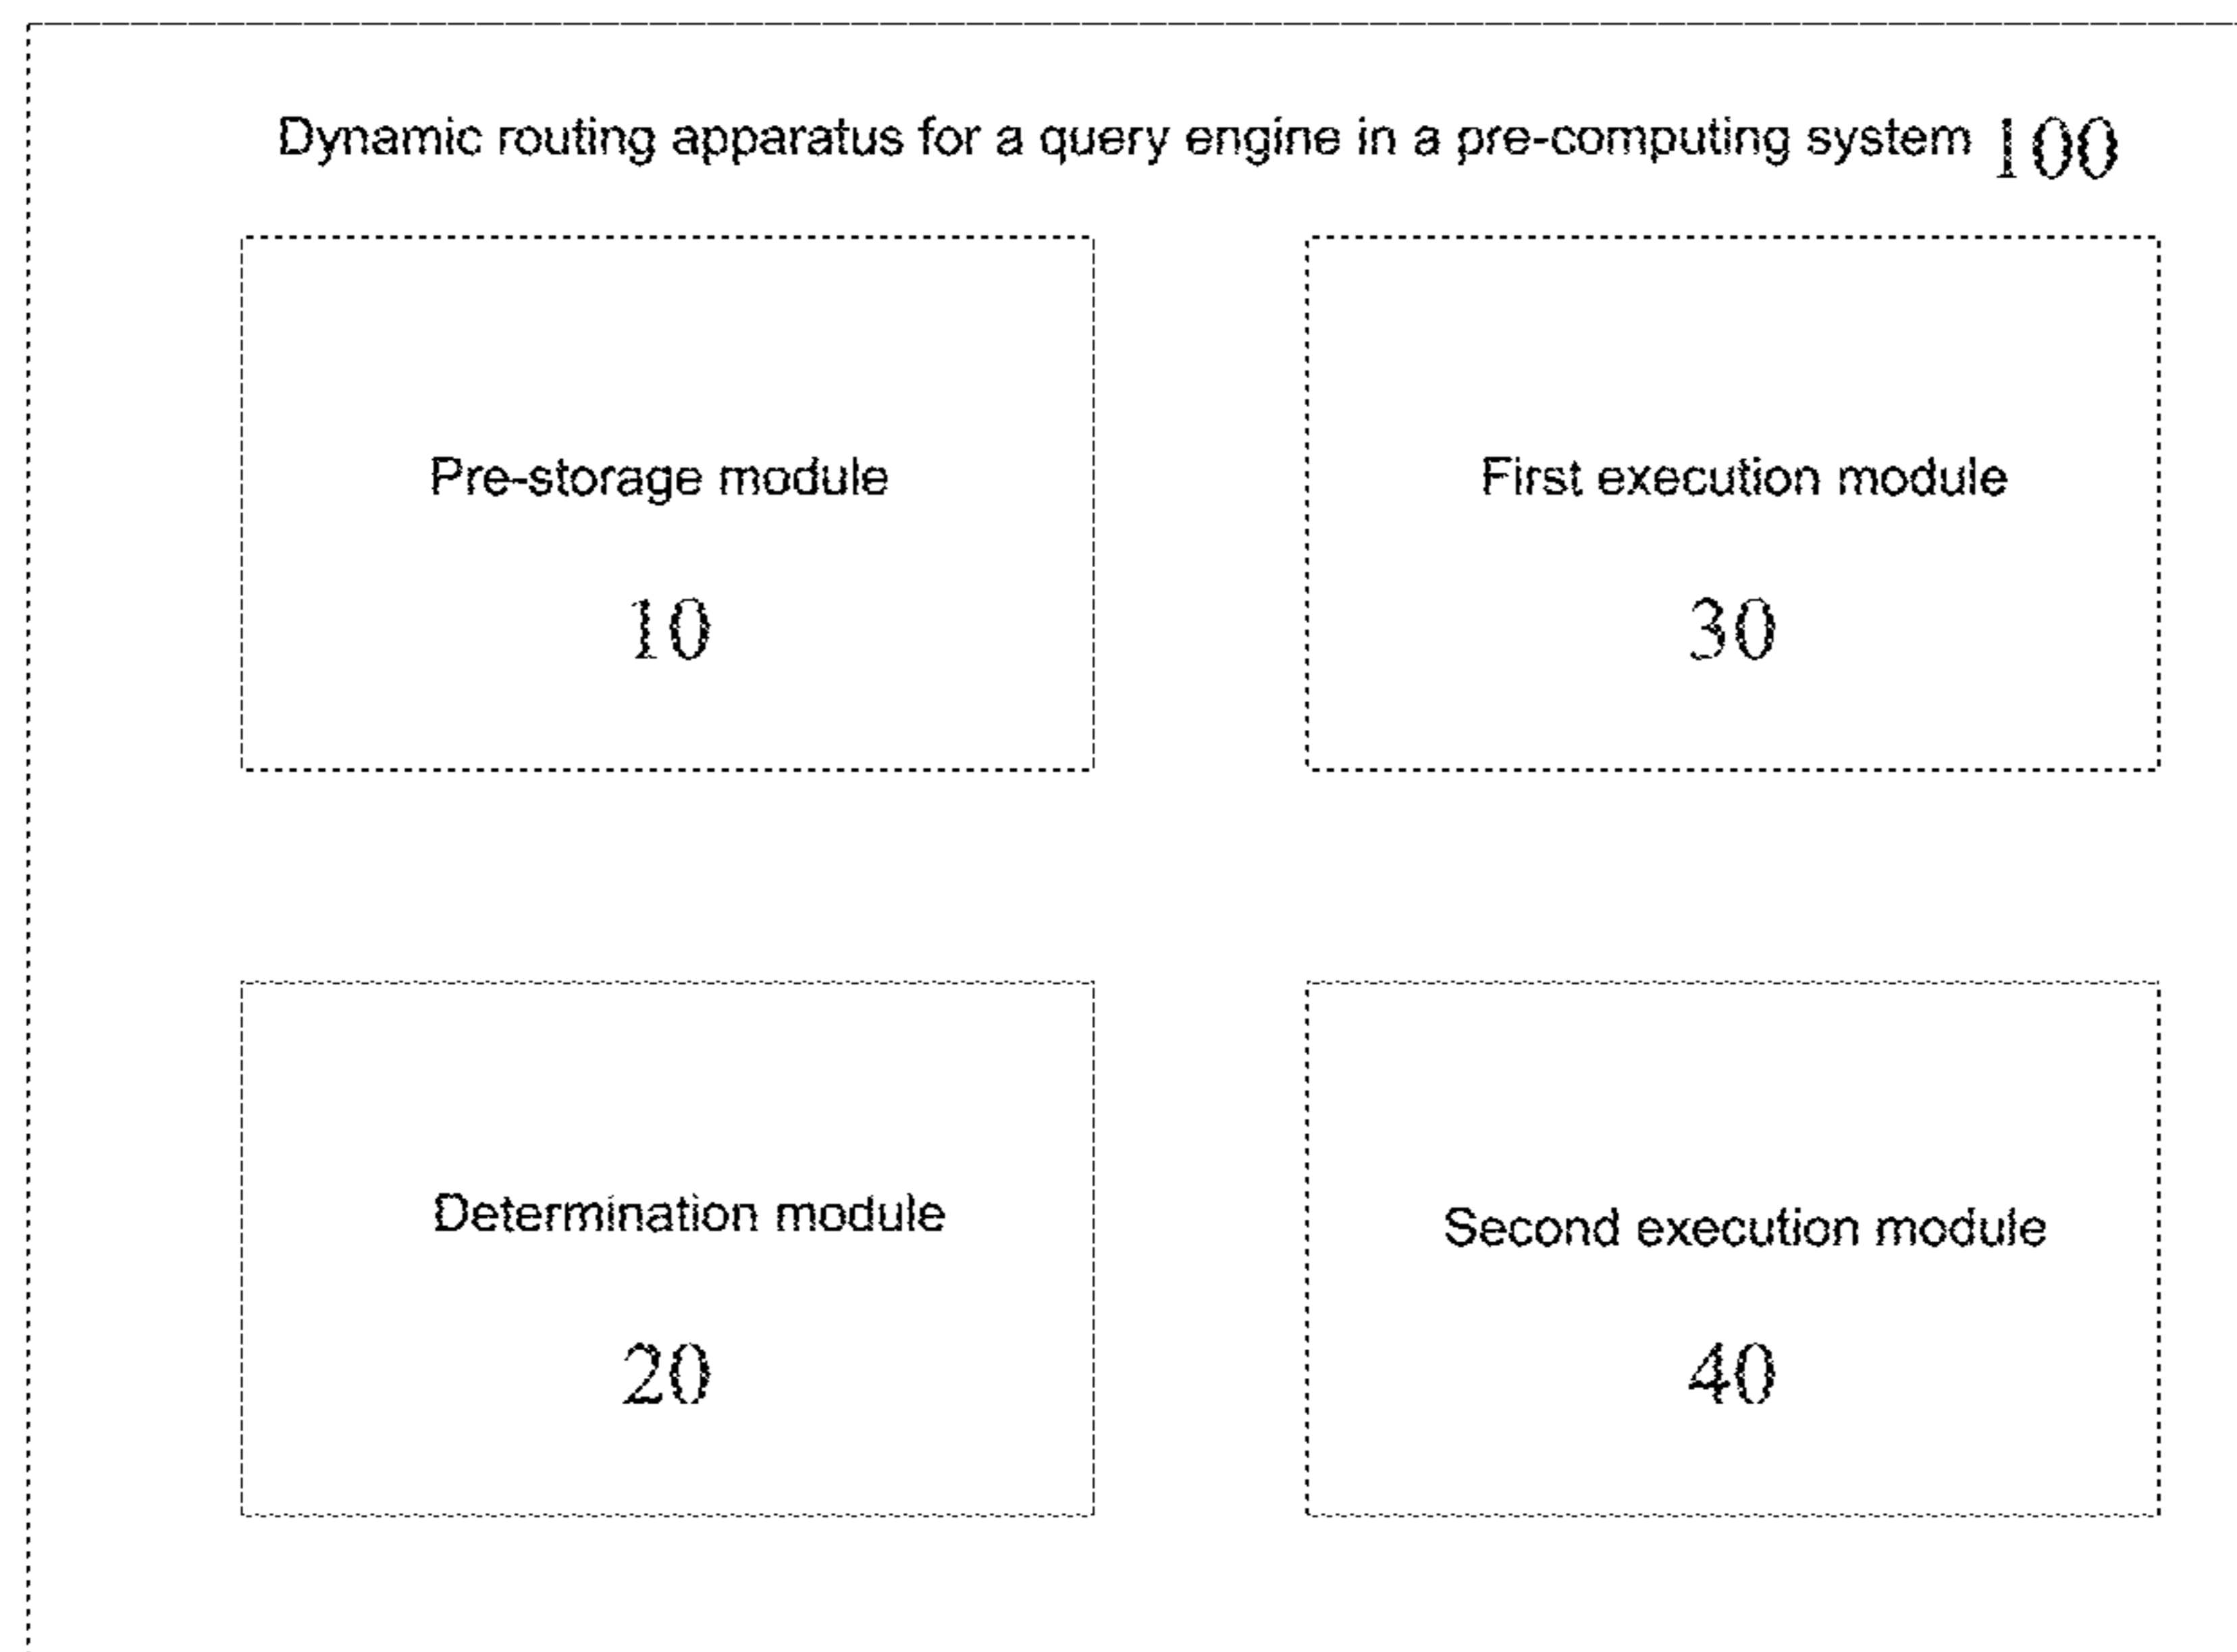 Dynamic routing apparatus for a query engine in a pre-computing system 100
Pre-storage module
10
First execution module
30
Determination module
20
Second execution module
40